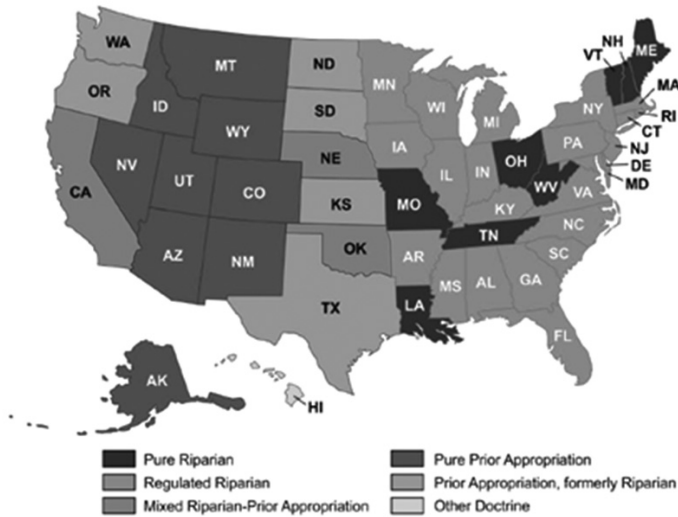 WA
MT
ND
OR
ID
WY
SD
MN
WI
MI
VT
NH
ME
NY
MA
RI
CT
NJ
DE
MD
PA
NE
IA
CA
NV
UT
CO
KS
MO
IL
IN
OH
WV
VA
KY
NC
TN
AZ
NM
OK
AR
SC
TX
LA
MS
AL
GA
FL
AK
HI
Pure Riparian
Regulated Riparian
Mixed Riparian-Prior Appropriation
Pure Prior Appropriation
Prior Appropriation, formerly Riparian
Other Doctrine